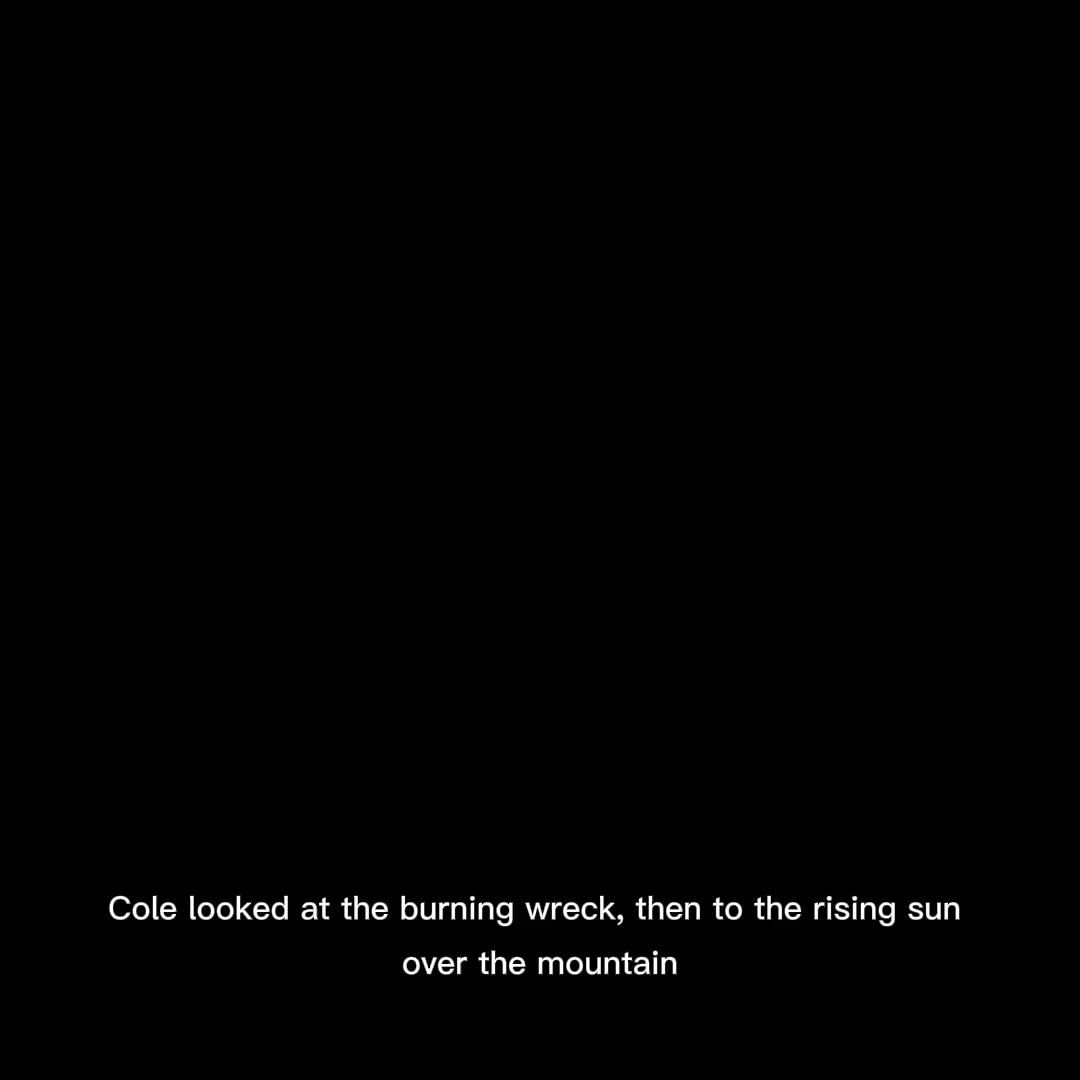 Cole looked at the burning wreck, then to the rising sun
over the mountain